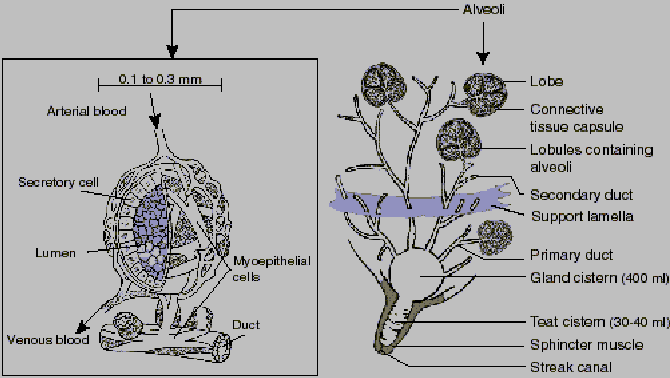 Alveoli
0.1 to 0.3 mm
Arterial blood
Secretory cell
Lumen
Myoepithelial
cells
Venous blood
Duct
Lobe
Connective
tissue capsule
Lobules containing
alveoli
Secondary duct
Support lamella
Primary duct
Gland cistern (400 ml)
Teat cistern (30-40 ml)
Sphincter muscle
Streak canal